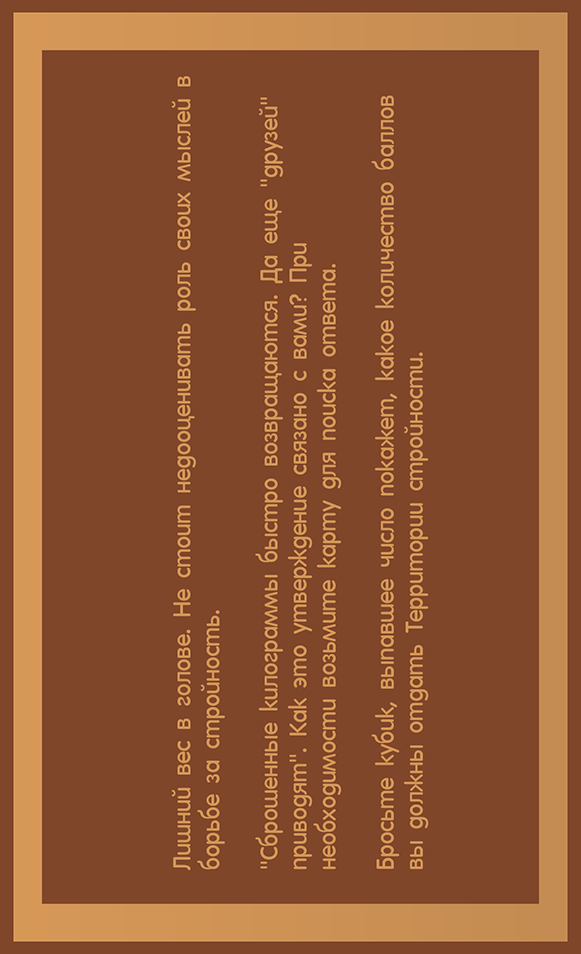 Лишний вес в голове. Не стоит недооценивать роль своих мыслей в
борьбе за стройность.
"Сброшенные килограммы быстро возвращаются. Да еще "друзей"
приводят". Как это утверждение связано с вами? При
необходимости возьмите карту для поиска ответа.
Бросьте кубик, выпавшее число покажет, какое количество баллов
вы должны отдать Территории стройности.